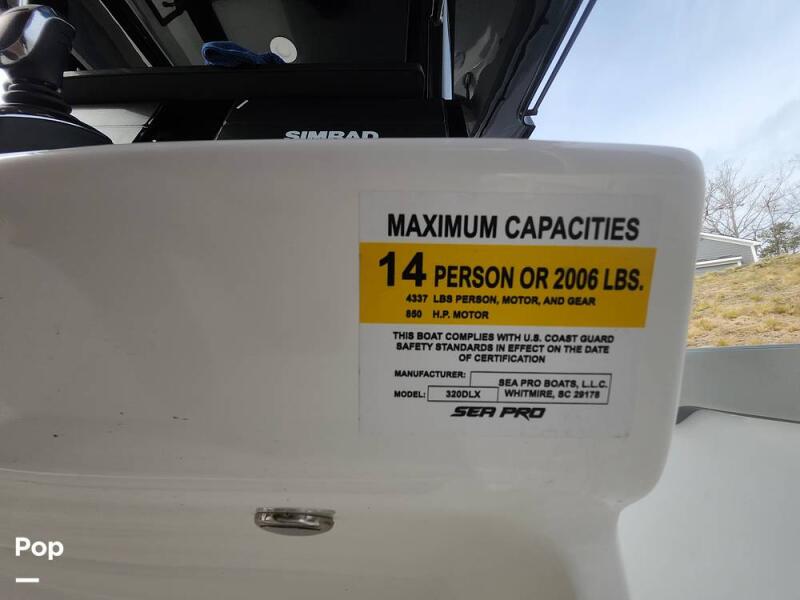 SIMRAD
MAXIMUM CAPACITIES
14 PERSON OR 2006 LBS.
4337 LBS PERSON, MOTOR, AND GEAR
850 H.P. MOTOR
THIS BOAT COMPLIES WITH U.S. COAST GUARD
SAFETY STANDARDS IN EFFECT ON THE DATE
OF CERTIFICATION
MANUFACTURER: SEA PRO BOATS, L.L.C.
MODEL: 320DLX WHITMIRE, SC 29178
SEA PRO
Pop